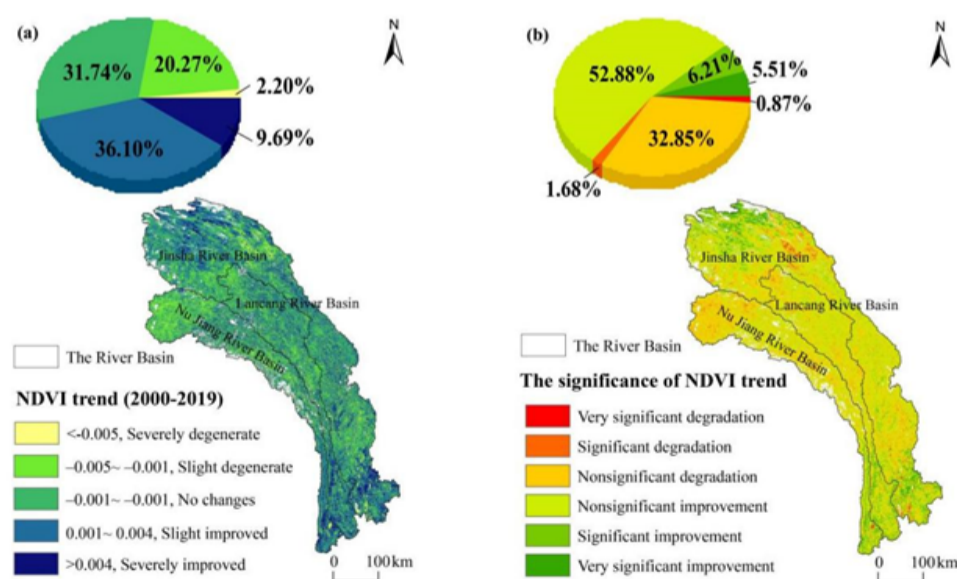 (a)
N
31.74%
20.27%
2.20%
9.69%
36.10%
Jinsha River Basin
Lancang River Basin
Nu Jiang River Basin
The River Basin
NDVI trend (2000-2019)
<-0.005, Severely degenerate
–0.005~ –0.001, Slight degenerate
–0.001~ –0.001, No changes
0.001~ 0.004, Slight improved
>0.004, Severely improved
0 100km
(b)
N
52.88%
6.21%
5.51%
0.87%
32.85%
1.68%
Jinsha River Basin
Lancang River Basin
Nu Jiang River Basin
The River Basin
The significance of NDVI trend
Very significant degradation
Significant degradation
Nonsignificant degradation
Nonsignificant improvement
Significant improvement
Very significant improvement
0 100km